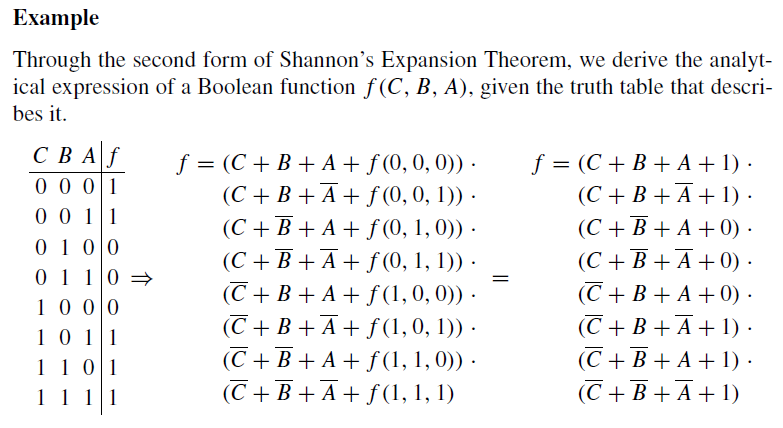 Example
Through the second form of Shannon's Expansion Theorem, we derive the analyt-
ical expression of a Boolean function f(C, B, A), given the truth table that descri-
bes it.
C B A f f = (C + B + A + f(0, 0, 0)) · f = (C + B + A + 1) ·
0 0 0 1 (C + B + A̅ + f(0, 0, 1)) · (C + B + A̅ + 1) ·
0 0 1 1 (C + B̅ + A + f(0, 1, 0)) · (C + B̅ + A + 0) ·
0 1 0 0 (C + B̅ + A̅ + f(0, 1, 1)) · (C + B̅ + A̅ + 0) ·
0 1 1 0 ⇒ (C̅ + B + A + f(1, 0, 0)) · = (C̅ + B + A + 0) ·
1 0 0 0 (C̅ + B + A̅ + f(1, 0, 1)) · (C̅ + B + A̅ + 1) ·
1 0 1 1 (C̅ + B̅ + A + f(1, 1, 0)) · (C̅ + B̅ + A + 1) ·
1 1 0 1 (C̅ + B̅ + A̅ + f(1, 1, 1) (C̅ + B̅ + A̅ + 1)
1 1 1 1